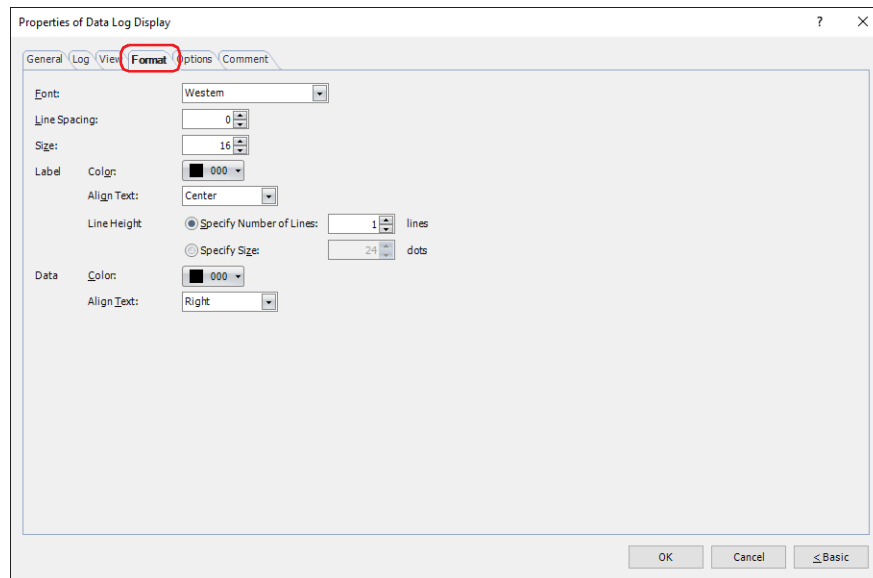 Properties of Data Log Display ? ×
General Log View Format Options Comment
Font: Western
Line Spacing: 0
Size: 16
Label Color: 000
Align Text: Center
Line Height Specify Number of Lines: 1 lines
Specify Size: 24 dots
Data Color: 000
Align Text: Right
OK Cancel < Basic